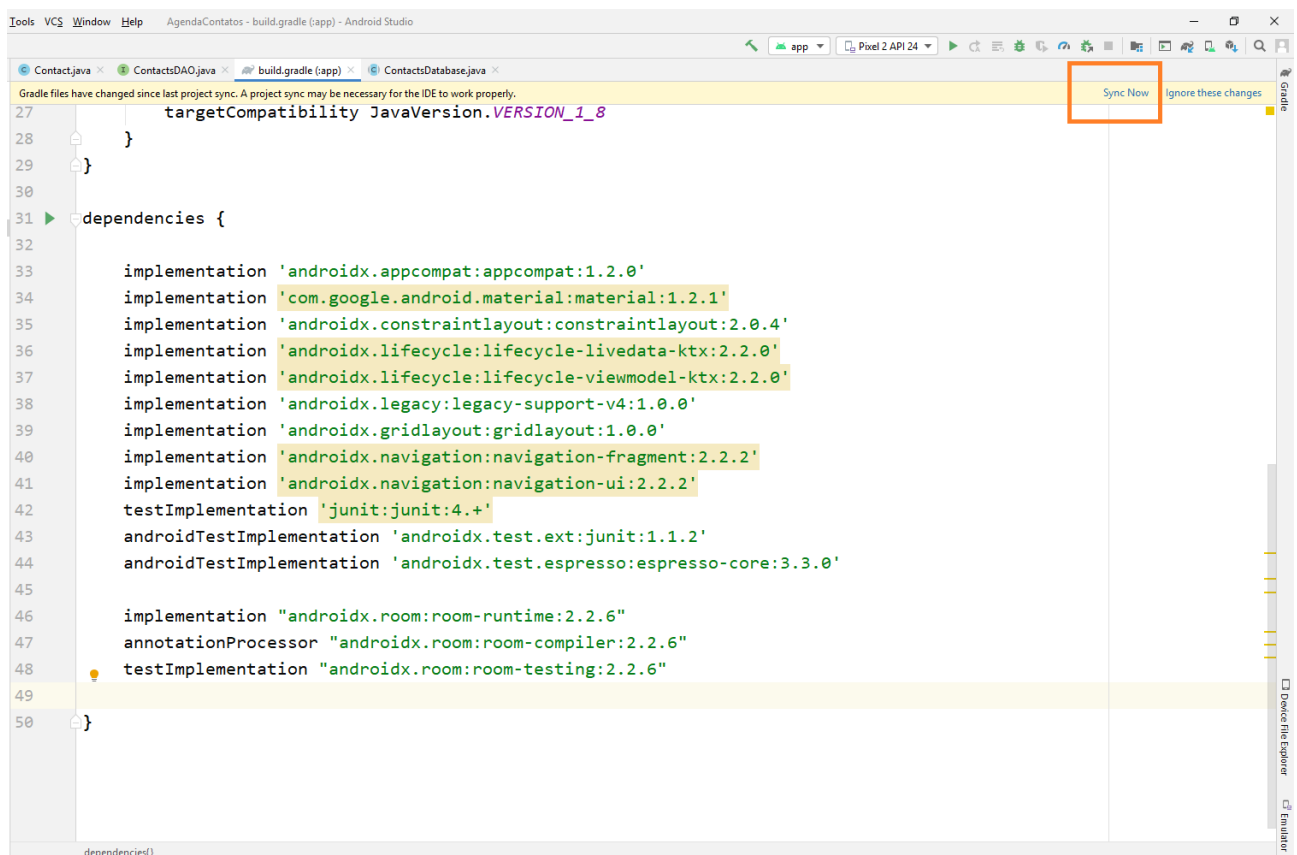 Tools VCS Window Help AgendaContatos - build.gradle (:app) - Android Studio
app Pixel 2 API 24
Contact.java ContactsDAO.java build.gradle (:app) ContactsDatabase.java
Gradle files have changed since last project sync. A project sync may be necessary for the IDE to work properly. Sync Now Ignore these changes
27 targetCompatibility JavaVersion.VERSION_1_8
28 }
29 }
30
31 dependencies {
32
33 implementation 'androidx.appcompat:appcompat:1.2.0'
34 implementation 'com.google.android.material:material:1.2.1'
35 implementation 'androidx.constraintlayout:constraintlayout:2.0.4'
36 implementation 'androidx.lifecycle:lifecycle-livedata-ktx:2.2.0'
37 implementation 'androidx.lifecycle:lifecycle-viewmodel-ktx:2.2.0'
38 implementation 'androidx.legacy:legacy-support-v4:1.0.0'
39 implementation 'androidx.gridlayout:gridlayout:1.0.0'
40 implementation 'androidx.navigation:navigation-fragment:2.2.2'
41 implementation 'androidx.navigation:navigation-ui:2.2.2'
42 testImplementation 'junit:junit:4.+'
43 androidTestImplementation 'androidx.test.ext:junit:1.1.2'
44 androidTestImplementation 'androidx.test.espresso:espresso-core:3.3.0'
45
46 implementation "androidx.room:room-runtime:2.2.6"
47 annotationProcessor "androidx.room:room-compiler:2.2.6"
48 testImplementation "androidx.room:room-testing:2.2.6"
49
50 }
dependencies{}
Gradle
Device File Explorer
Emulator